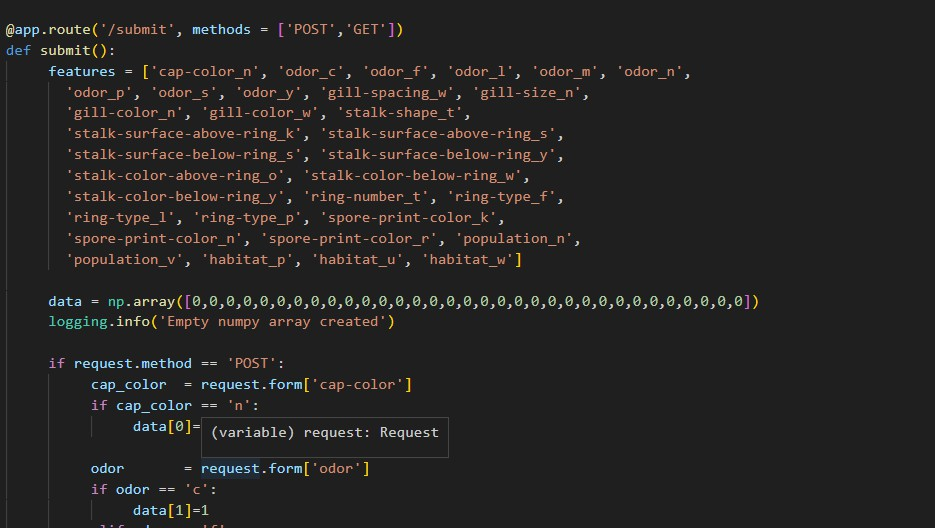 @app.route('/submit', methods = ['POST','GET'])
def submit():
features = ['cap-color_n', 'odor_c', 'odor_f', 'odor_l', 'odor_m', 'odor_n',
'odor_p', 'odor_s', 'odor_y', 'gill-spacing_w', 'gill-size_n',
'gill-color_n', 'gill-color_w', 'stalk-shape_t',
'stalk-surface-above-ring_k', 'stalk-surface-above-ring_s',
'stalk-surface-below-ring_s', 'stalk-surface-below-ring_y',
'stalk-color-above-ring_o', 'stalk-color-below-ring_w',
'stalk-color-below-ring_y', 'ring-number_t', 'ring-type_f',
'ring-type_l', 'ring-type_p', 'spore-print-color_k',
'spore-print-color_n', 'spore-print-color_r', 'population_n',
'population_v', 'habitat_p', 'habitat_u', 'habitat_w']
data = np.array([0,0,0,0,0,0,0,0,0,0,0,0,0,0,0,0,0,0,0,0,0,0,0,0,0,0,0,0,0,0,0,0,0])
logging.info('Empty numpy array created')
if request.method == 'POST':
cap_color = request.form['cap-color']
if cap_color == 'n':
data[0]=
(variable) request: Request
odor = request.form['odor']
if odor == 'c':
data[1]=1